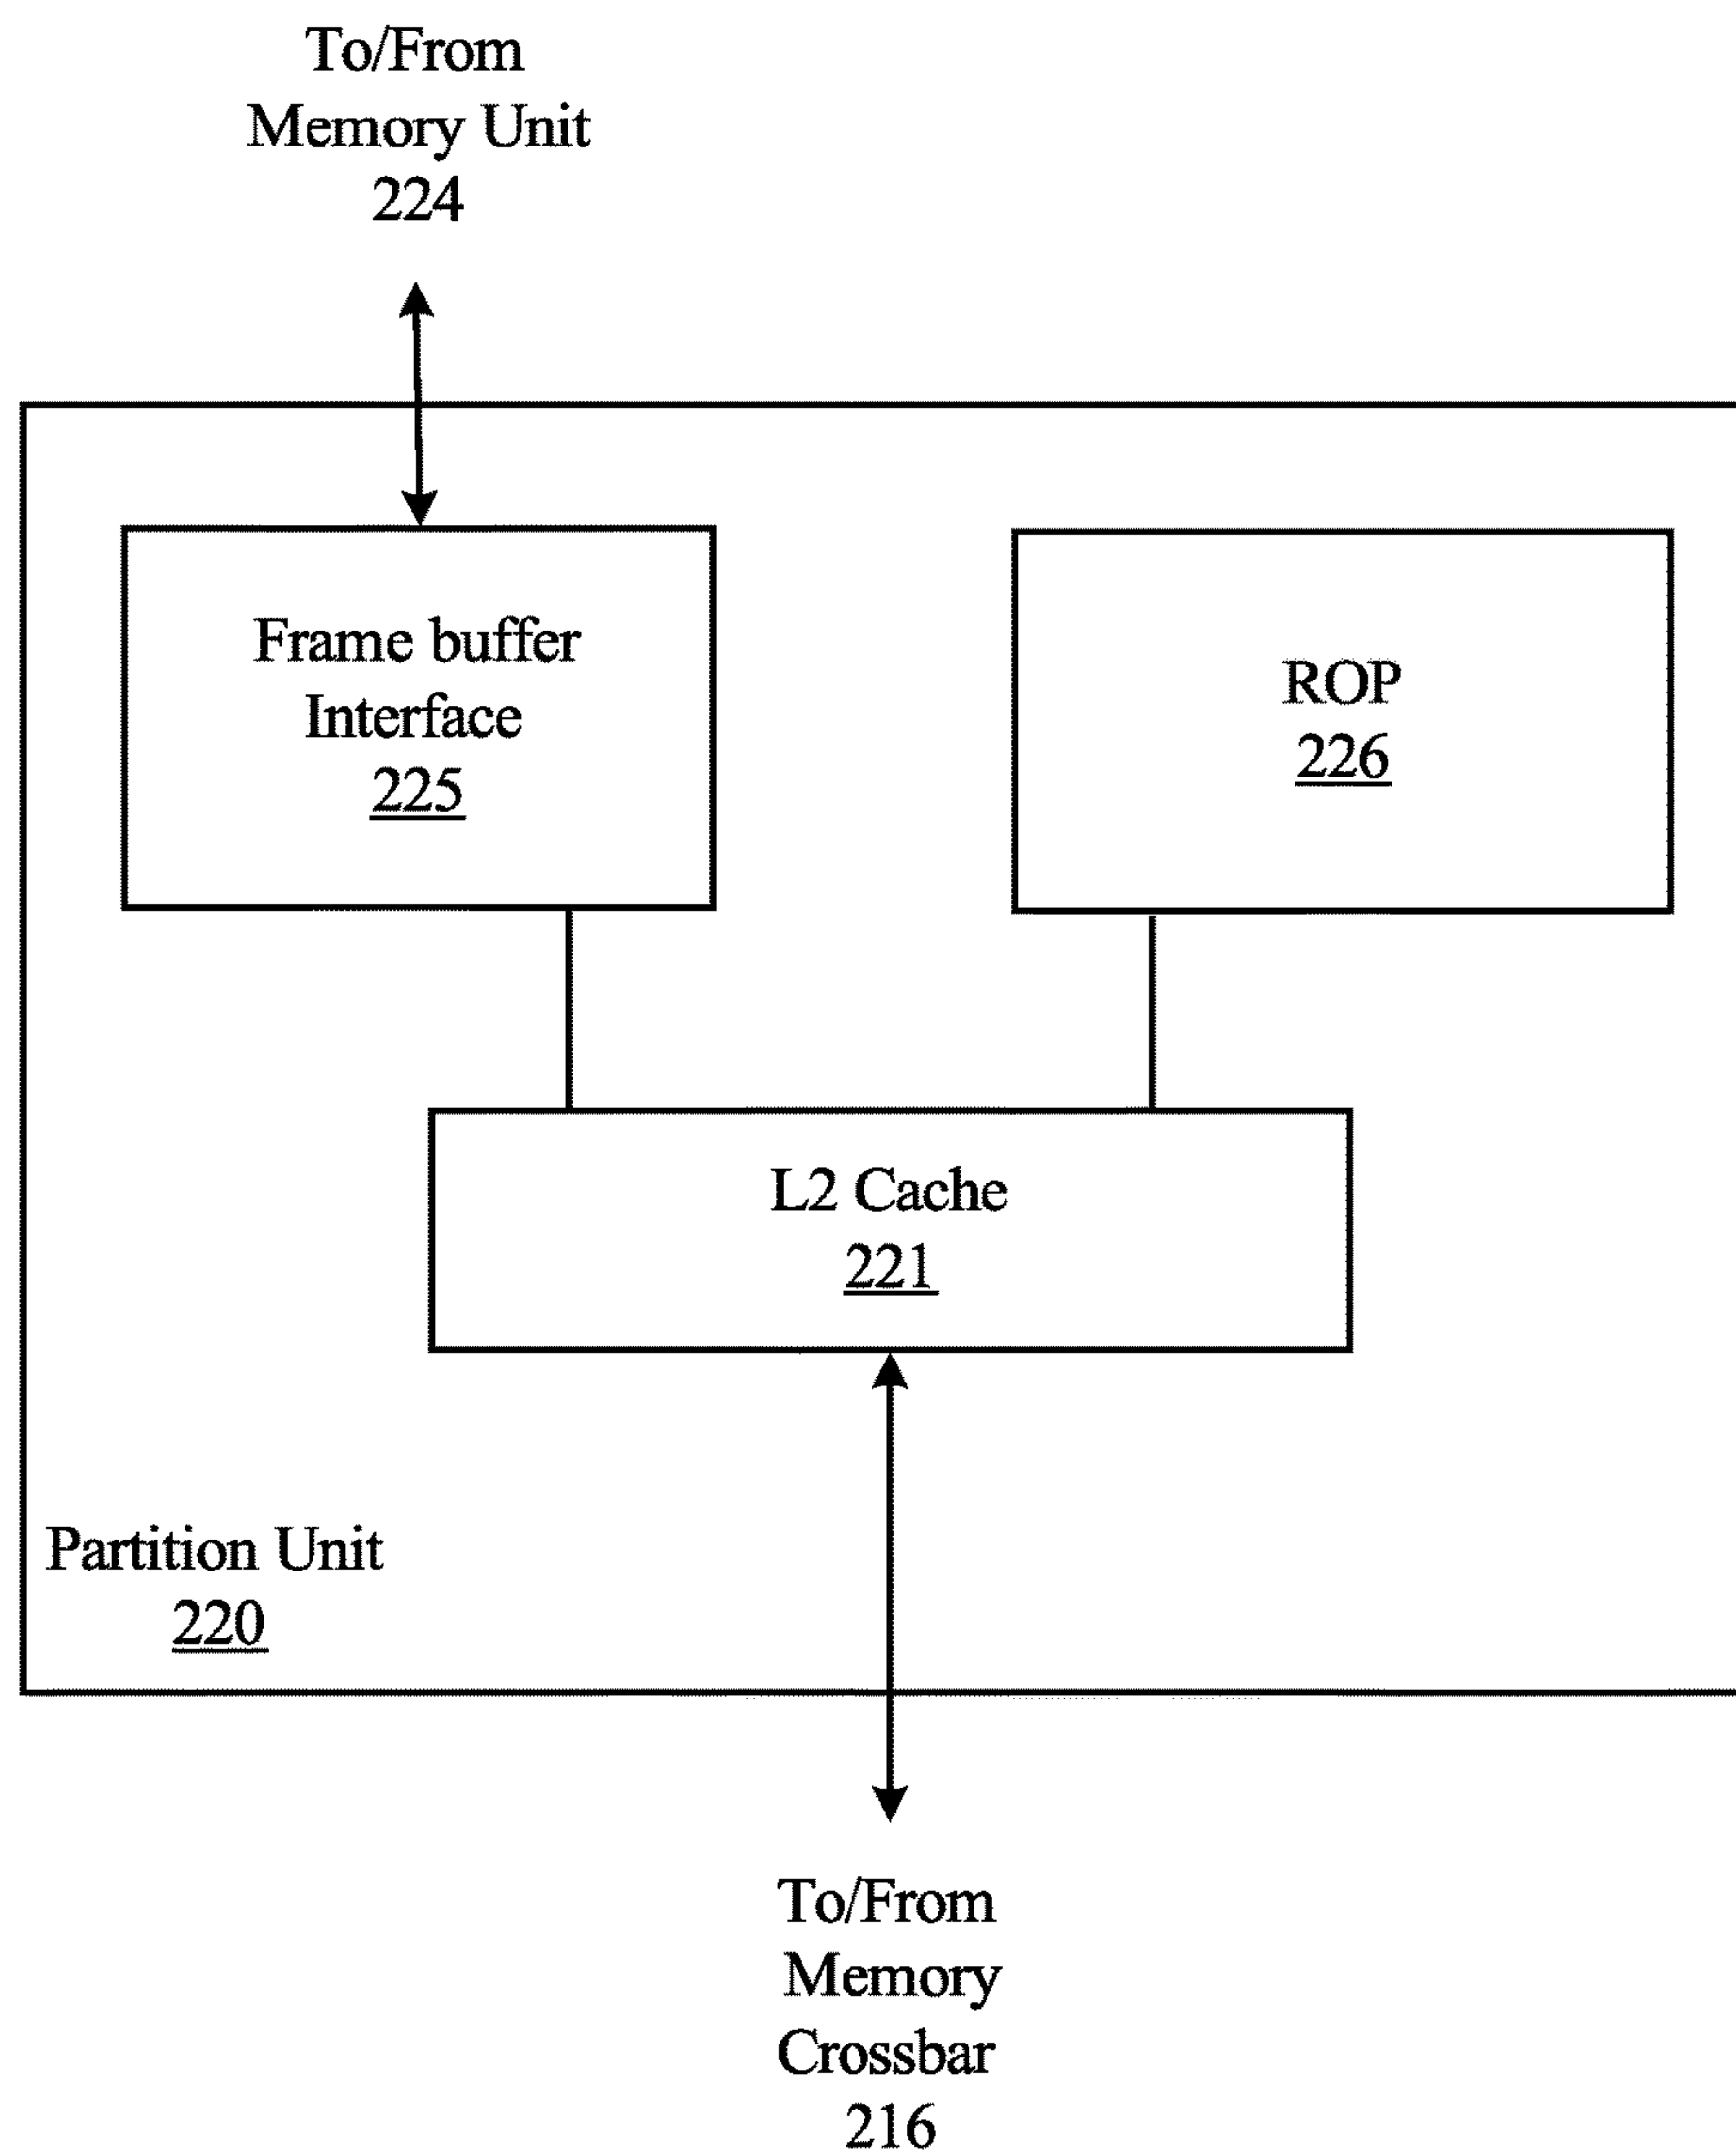 To/From
Memory Unit
224
Frame buffer
Interface
225
ROP
226
L2 Cache
221
Partition Unit
220
To/From
Memory
Crossbar
216